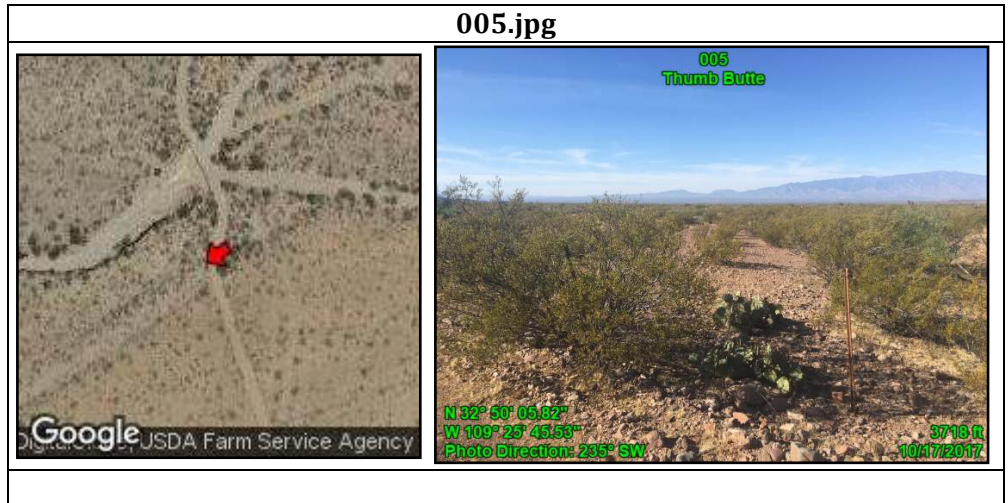 005.jpg
005
Thumb Butte
Google
USDA Farm Service Agency
N 32° 50' 05.82"
W 109° 25' 45.53"
Photo Direction: 235° SW
3718 ft
10/17/2017